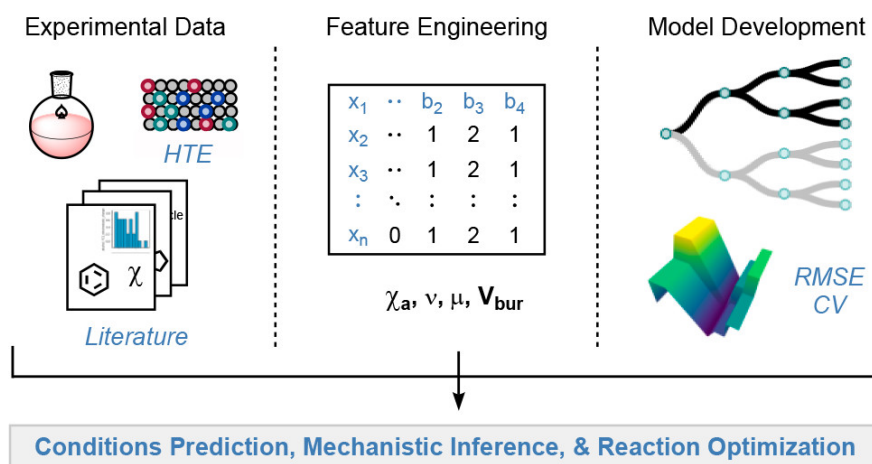 Experimental Data
HTE
χ
Literature
Feature Engineering
x₁ ·· b₂ b₃ b₄
x₂ ·· 1 2 1
x₃ ·· 1 2 1
: ⋱ : : :
xₙ 0 1 2 1
χₐ, ν, μ, V_bur
Model Development
RMSE
CV
Conditions Prediction, Mechanistic Inference, & Reaction Optimization